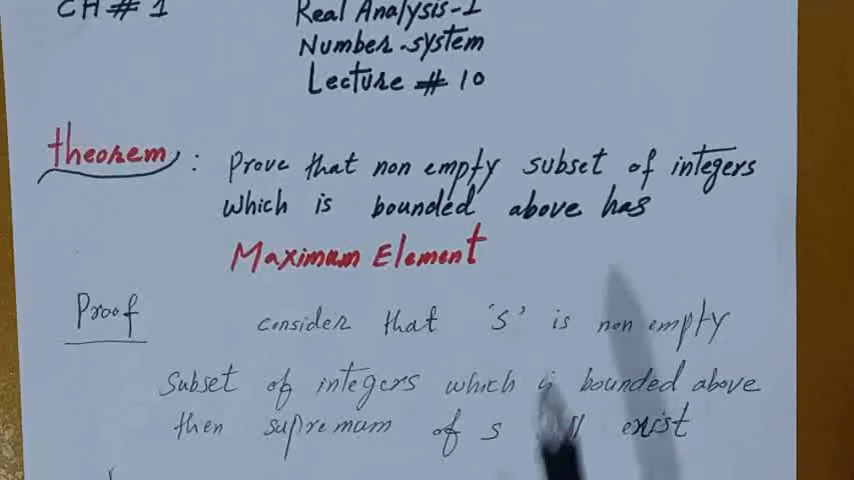 CH # 1
Real Analysis-I
Number-system
Lecture # 10
theorem : Prove that non empty subset of integers
which is bounded above has
Maximum Element
Proof consider that 's' is non empty
subset of integers which is bounded above
then supremum of s exist